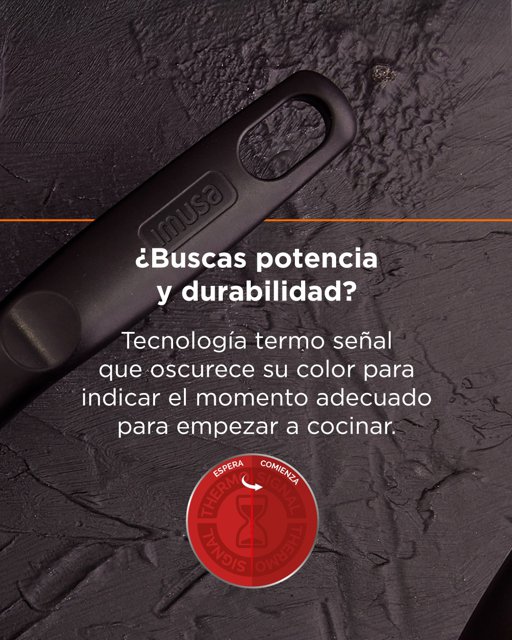 imusa
¿Buscas potencia
y durabilidad?
Tecnología termo señal
que oscurece su color para
indicar el momento adecuado
para empezar a cocinar.
ESPERA COMIENZA
THERMO SIGNAL
THERMO SIGNAL